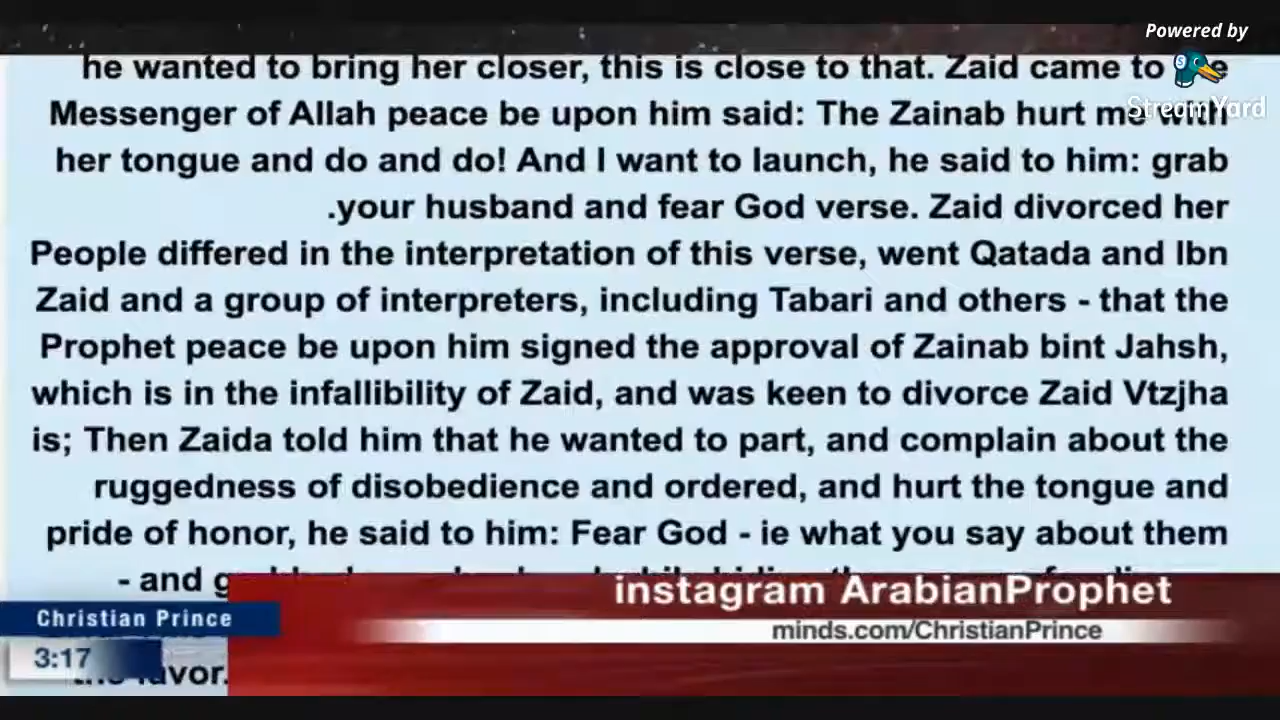 Powered by
StreamYard
he wanted to bring her closer, this is close to that. Zaid came to
Messenger of Allah peace be upon him said: The Zainab hurt me with
her tongue and do and do! And I want to launch, he said to him: grab
.your husband and fear God verse. Zaid divorced her
People differed in the interpretation of this verse, went Qatada and Ibn
Zaid and a group of interpreters, including Tabari and others - that the
Prophet peace be upon him signed the approval of Zainab bint Jahsh,
which is in the infallibility of Zaid, and was keen to divorce Zaid Vtzjha
is; Then Zaida told him that he wanted to part, and complain about the
ruggedness of disobedience and ordered, and hurt the tongue and
pride of honor, he said to him: Fear God - ie what you say about them
- and
favor.
instagram ArabianProphet
minds.com/ChristianPrince
Christian Prince
3:17